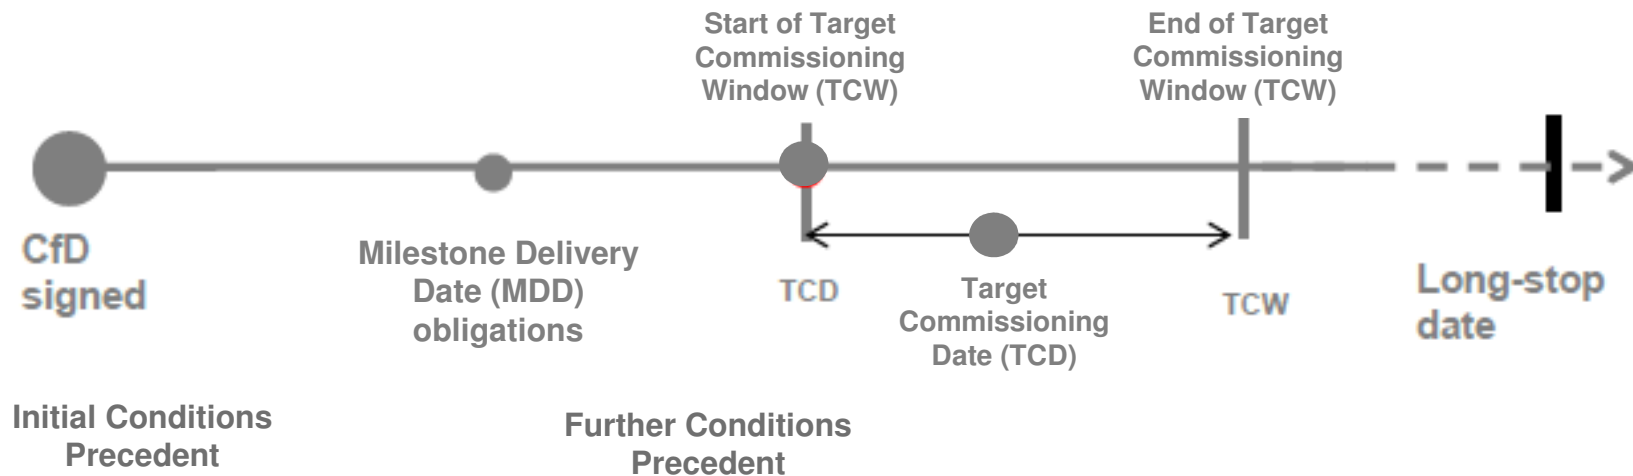 Start of Target
Commissioning
Window (TCW)
End of Target
Commissioning
Window (TCW)
CfD
signed
Milestone Delivery
Date (MDD)
obligations
TCD
Target
Commissioning
Date (TCD)
TCW
Long-stop
date
Initial Conditions
Precedent
Further Conditions
Precedent